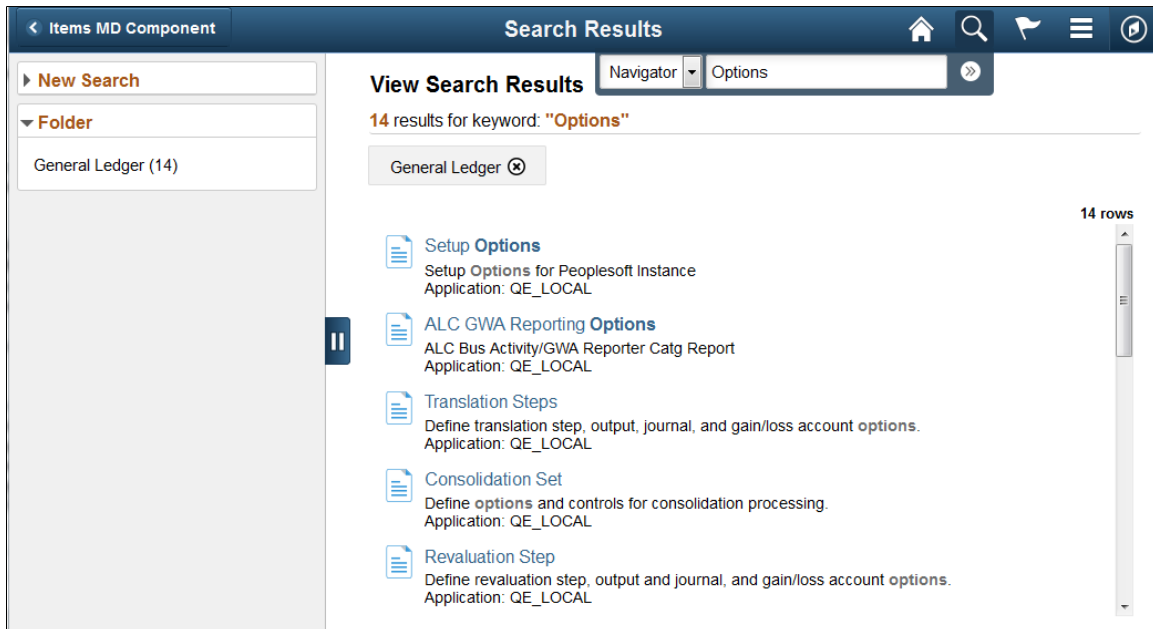 Items MD Component
Search Results
New Search
Folder
General Ledger (14)
Navigator
Options
View Search Results
14 results for keyword: "Options"
General Ledger
14 rows
Setup Options
Setup Options for Peoplesoft Instance
Application: QE_LOCAL
ALC GWA Reporting Options
ALC Bus Activity/GWA Reporter Catg Report
Application: QE_LOCAL
Translation Steps
Define translation step, output, journal, and gain/loss account options.
Application: QE_LOCAL
Consolidation Set
Define options and controls for consolidation processing.
Application: QE_LOCAL
Revaluation Step
Define revaluation step, output and journal, and gain/loss account options.
Application: QE_LOCAL